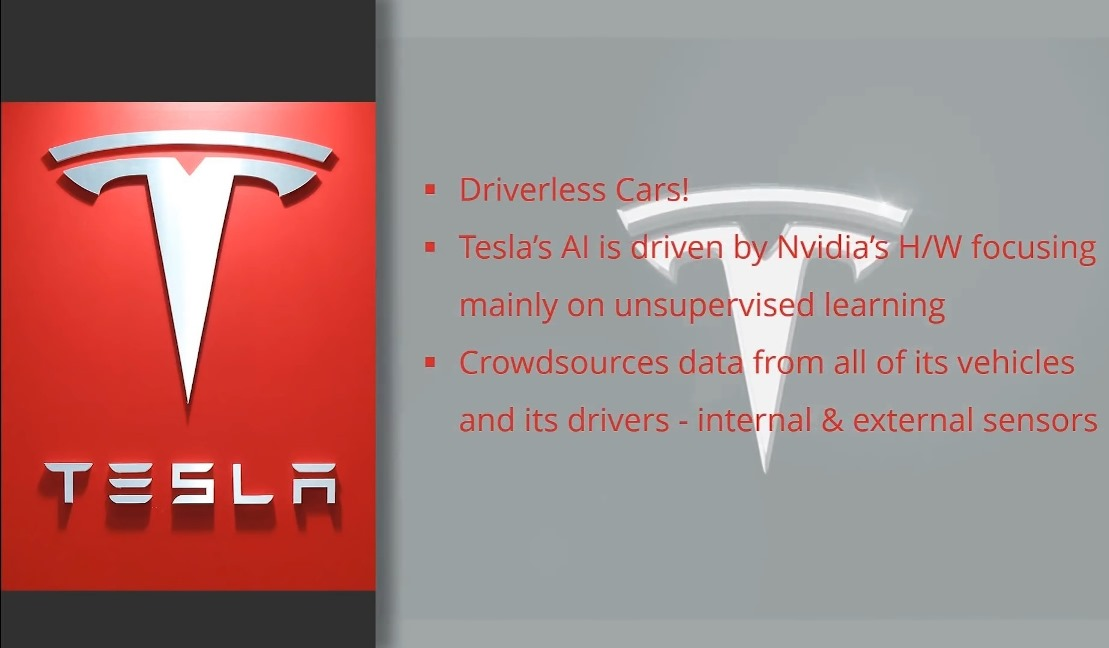 TESLA
▪ Driverless Cars!
▪ Tesla's AI is driven by Nvidia's H/W focusing
mainly on unsupervised learning
▪ Crowdsources data from all of its vehicles
and its drivers - internal & external sensors